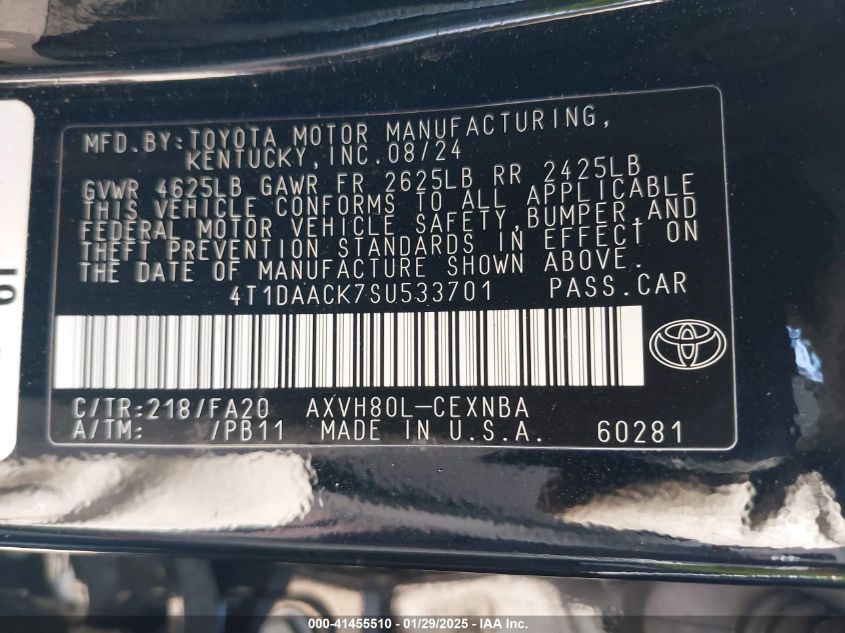 MFD.BY:TOYOTA MOTOR MANUFACTURING,
KENTUCKY,INC.08/24
GVWR 4625LB GAWR FR 2625LB RR 2425LB
THIS VEHICLE CONFORMS TO ALL APPLICABLE
FEDERAL MOTOR VEHICLE SAFETY,BUMPER,AND
THEFT PREVENTION STANDARDS IN EFFECT ON
THE DATE OF MANUFACTURE SHOWN ABOVE.
4T1DAACK7SU533701 PASS.CAR
C/TR:218/FA20 AXVH80L-CEXNBA
A/TM: /PB11 MADE IN U.S.A. 60281
000-41455510 - 01/29/2025 - IAA Inc.